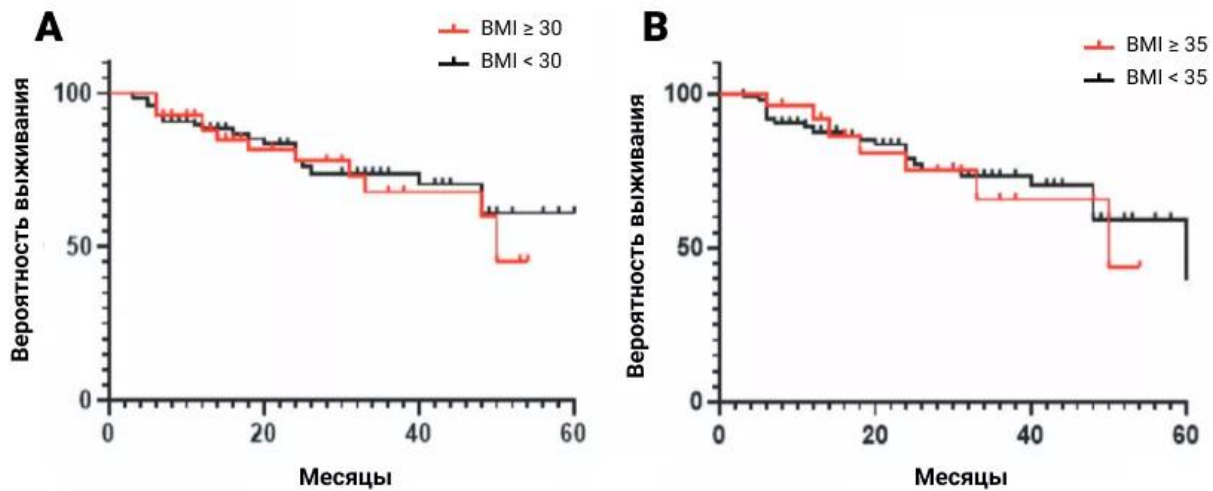 A
BMI ≥ 30
BMI < 30
Вероятность выживания
100
50
0
0 20 40 60
Месяцы
B
BMI ≥ 35
BMI < 35
Вероятность выживания
100
50
0
0 20 40 60
Месяцы